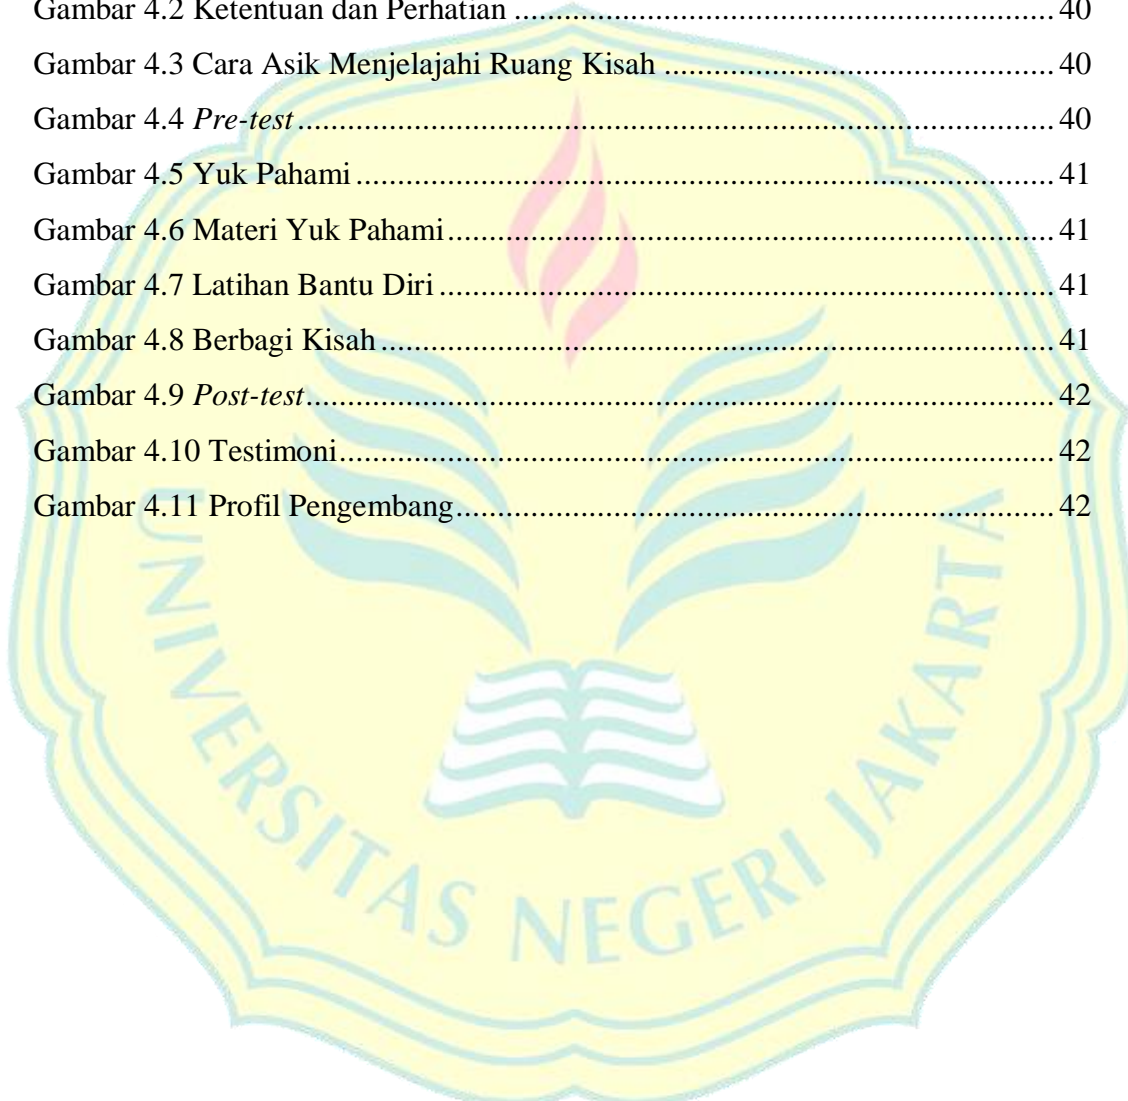 Gambar 4.2 Ketentuan dan Perhatian ................................................................. 40
Gambar 4.3 Cara Asik Menjelajahi Ruang Kisah ............................................... 40
Gambar 4.4 Pre-test ........................................................................................... 40
Gambar 4.5 Yuk Pahami .................................................................................... 41
Gambar 4.6 Materi Yuk Pahami ......................................................................... 41
Gambar 4.7 Latihan Bantu Diri .......................................................................... 41
Gambar 4.8 Berbagi Kisah ................................................................................. 41
Gambar 4.9 Post-test .......................................................................................... 42
Gambar 4.10 Testimoni ...................................................................................... 42
Gambar 4.11 Profil Pengembang ........................................................................ 42
UNIVERSITAS NEGERI JAKARTA